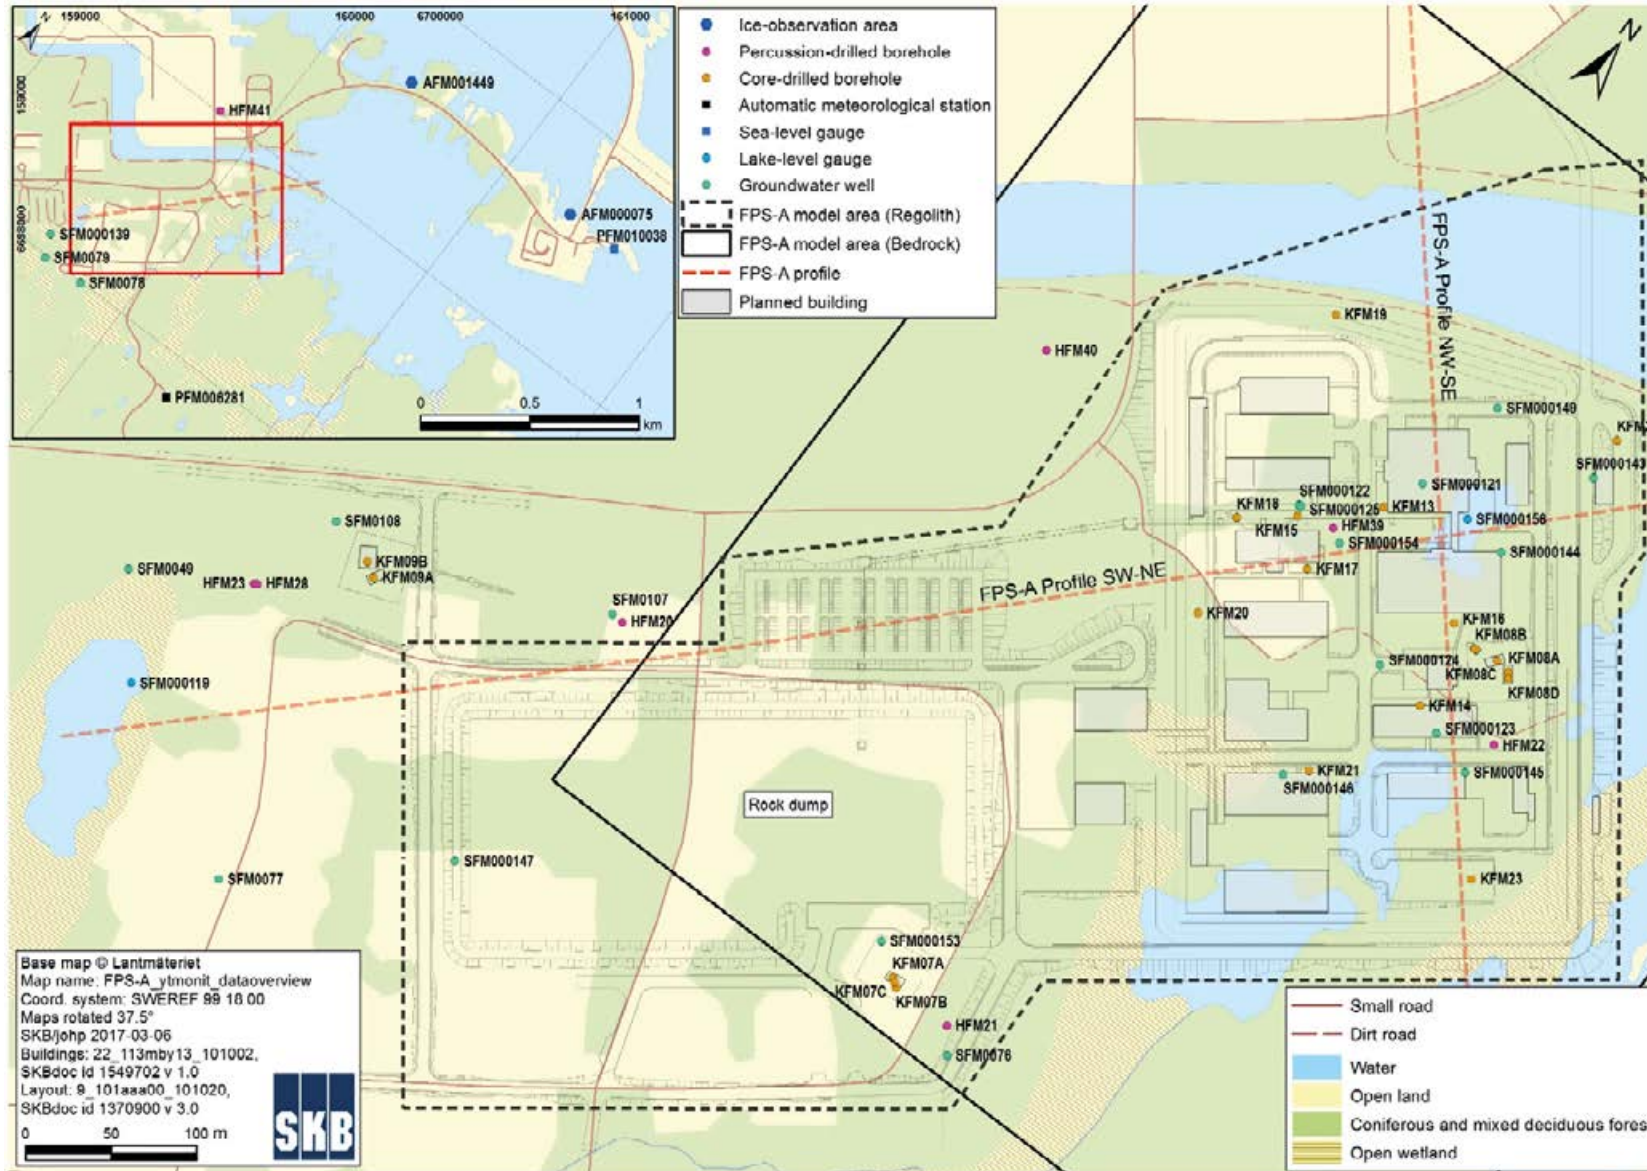 159000
160000
6700000
161000
N
159000
6698000
HFM41
AFM001449
AFM000075
PFM010038
SFM000139
SFM0079
SFM0078
PFM006281
0 0.5 1
km
Ice-observation area
Percussion-drilled borehole
Core-drilled borehole
Automatic meteorological station
Sea-level gauge
Lake-level gauge
Groundwater well
FPS-A model area (Regolith)
FPS-A model area (Bedrock)
FPS-A profile
Planned building
N
FPS-A Profile NW-SE
KFM19
HFM40
SFM000149
SFM000143
SFM000121
SFM000122
KFM18
SFM000125
KFM13
KFM15
HFM39
SFM000156
SFM000154
SFM000144
KFM17
FPS-A Profile SW-NE
SFM0108
KFM09B
SFM0049
HFM23
HFM28
KFM09A
SFM0107
HFM20
KFM20
KFM16
KFM08B
SFM000124
KFM08A
KFM08C
KFM08D
SFM000119
KFM14
SFM000123
HFM22
KFM21
SFM000145
SFM000146
Rock dump
SFM000147
SFM0077
KFM23
SFM000153
KFM07A
KFM07C
KFM07B
HFM21
SFM0076
Base map © Lantmäteriet
Map name: FPS-A_ytmonit_dataoverview
Coord. system: SWEREF 99 18 00
Maps rotated 37.5°
SKB/johp 2017-03-06
Buildings: 22_113mby13_101002,
SKBdoc id 1549702 v 1.0
Layout: 9_101aaa00_101020,
SKBdoc id 1370900 v 3.0
0 50 100 m
SKB
Small road
Dirt road
Water
Open land
Coniferous and mixed deciduous fores
Open wetland